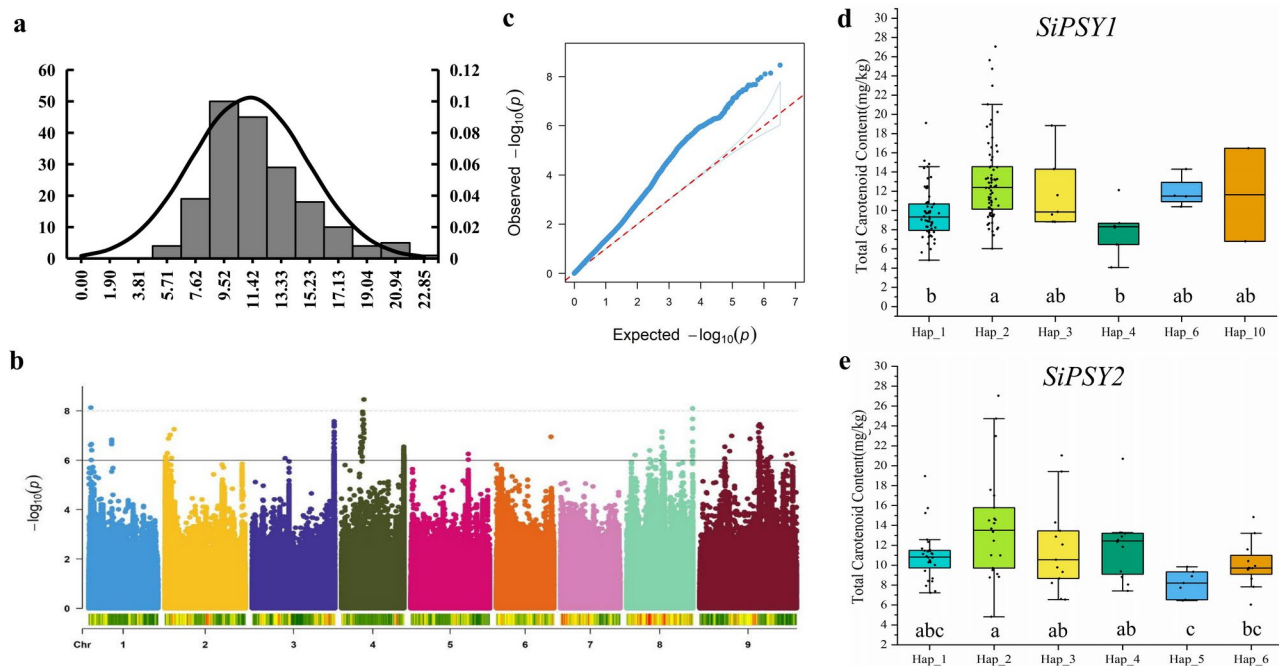 a
60
50
40
30
20
10
0
0.12
0.1
0.08
0.06
0.04
0.02
0
0.00 1.90 3.81 5.71 7.62 9.52 11.42 13.33 15.23 17.13 19.04 20.94 22.85
c
Observed −log10(p)
8
6
4
2
0
0 1 2 3 4 5 6 7
Expected −log10(p)
b
−log10(p)
8
6
4
2
0
Chr 1 2 3 4 5 6 7 8 9
d
SiPSY1
Total Carotenoid Content(mg/kg)
30
28
26
24
22
20
18
16
14
12
10
8
6
4
2
0
b a ab b ab ab
Hap_1 Hap_2 Hap_3 Hap_4 Hap_6 Hap_10
e
SiPSY2
Total Carotenoid Content(mg/kg)
30
28
26
24
22
20
18
16
14
12
10
8
6
4
2
0
abc a ab ab c bc
Hap_1 Hap_2 Hap_3 Hap_4 Hap_5 Hap_6